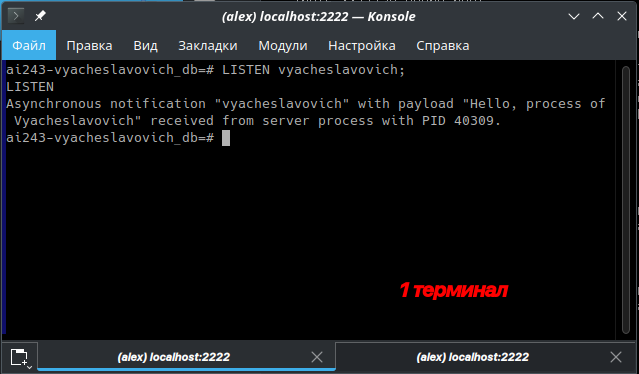 (alex) localhost:2222 — Konsole
Файл Правка Вид Закладки Модули Настройка Справка
ai243-vyacheslavovich_db=# LISTEN vyacheslavovich;
LISTEN
Asynchronous notification "vyacheslavovich" with payload "Hello, process of
Vyacheslavovich" received from server process with PID 40309.
ai243-vyacheslavovich_db=#
1 терминал
(alex) localhost:2222 (alex) localhost:2222